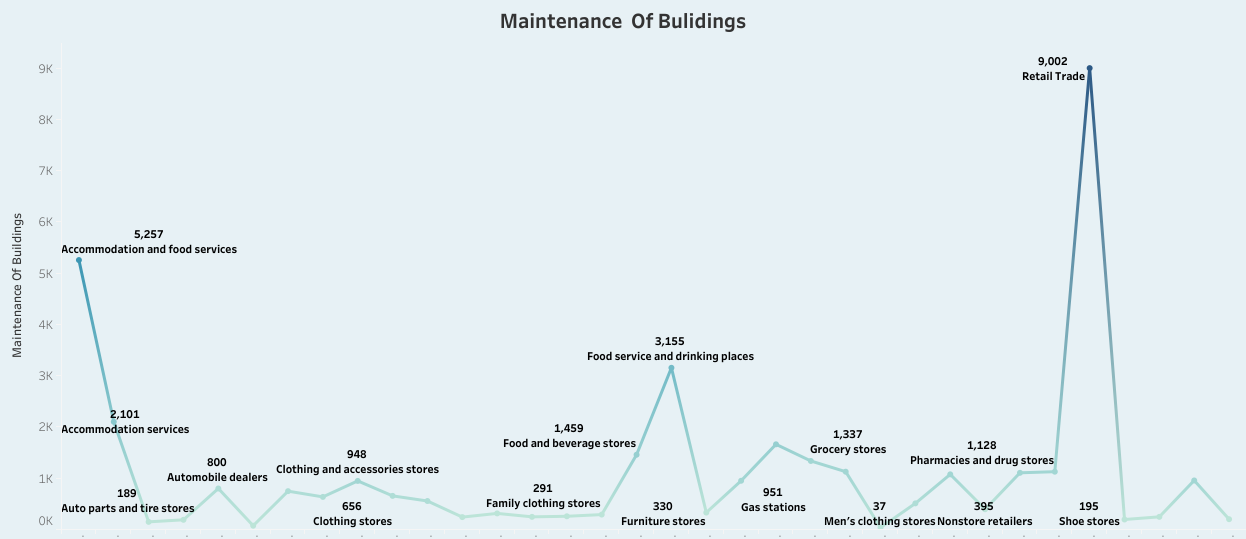 Maintenance Of Bulidings
Maintenance Of Buildings
9K
8K
7K
6K
5K
4K
3K
2K
1K
0K
5,257
Accommodation and food services
2,101
Accommodation services
189
Auto parts and tire stores
800
Automobile dealers
948
Clothing and accessories stores
656
Clothing stores
291
Family clothing stores
1,459
Food and beverage stores
3,155
Food service and drinking places
330
Furniture stores
951
Gas stations
1,337
Grocery stores
37
Men's clothing stores
395
Nonstore retailers
1,128
Pharmacies and drug stores
9,002
Retail Trade
195
Shoe stores